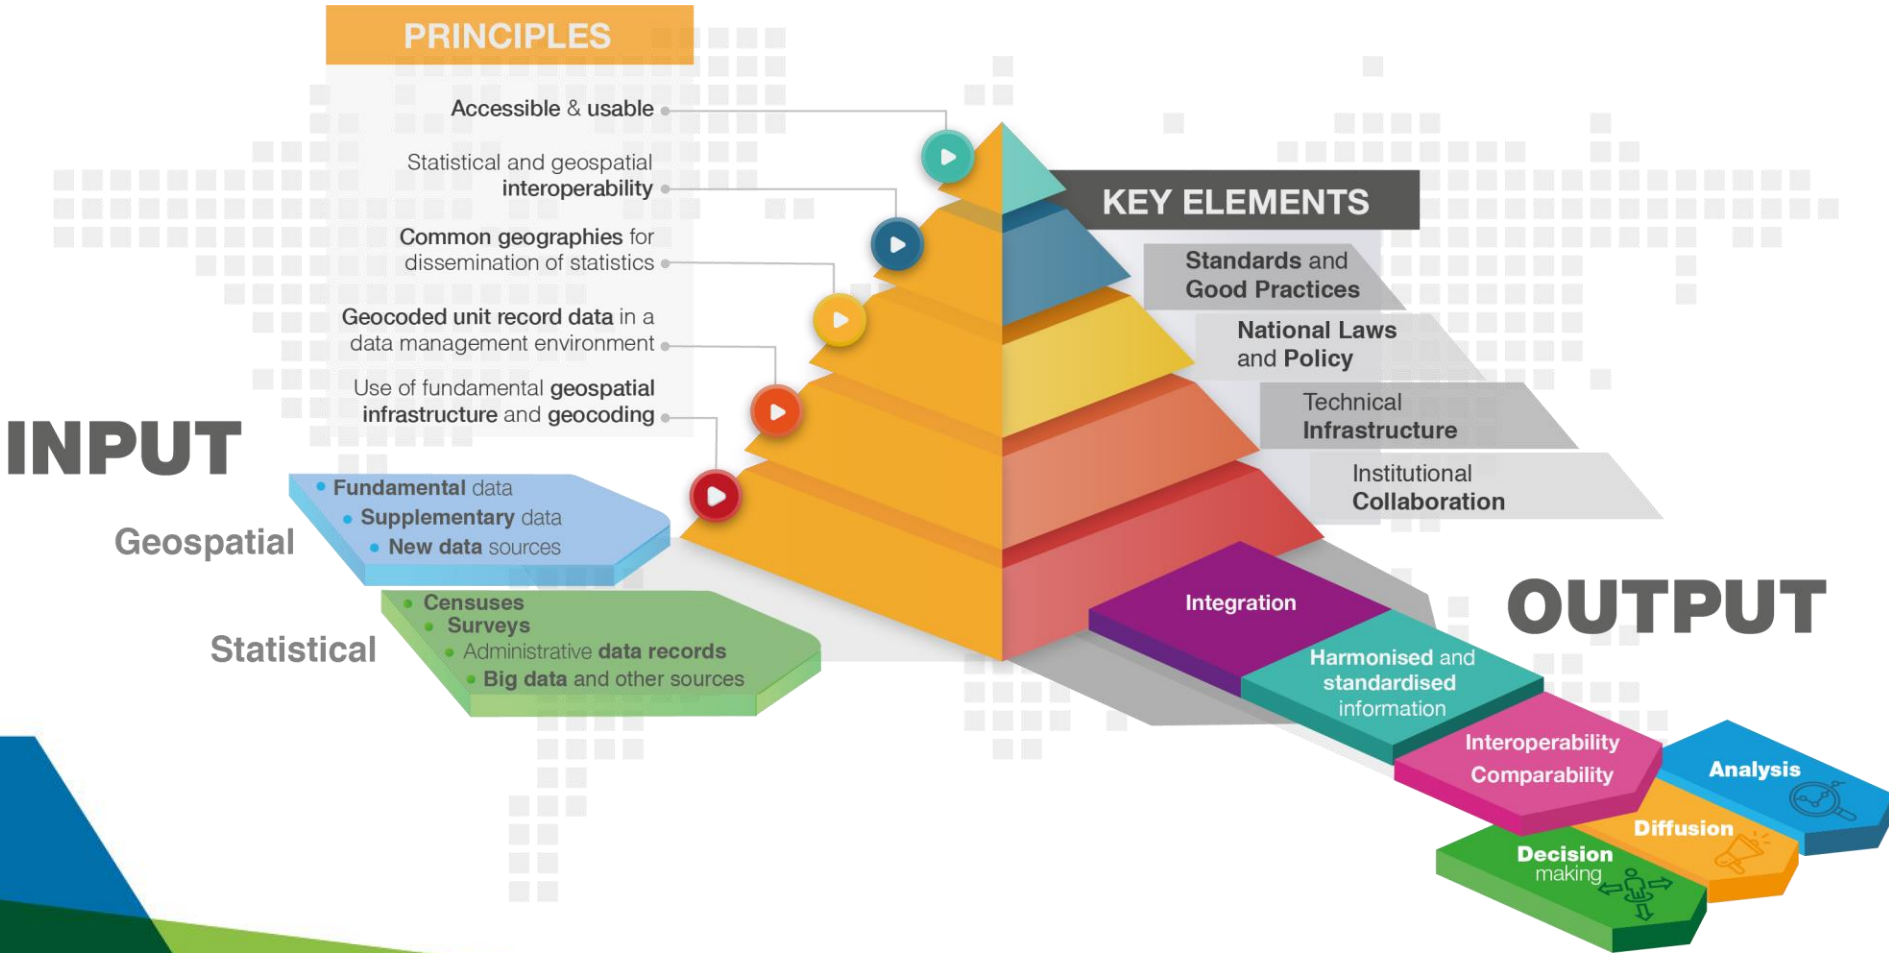 PRINCIPLES
Accessible & usable
Statistical and geospatial
interoperability
Common geographies for
dissemination of statistics
Geocoded unit record data in a
data management environment
Use of fundamental geospatial
infrastructure and geocoding
KEY ELEMENTS
Standards and
Good Practices
National Laws
and Policy
Technical
Infrastructure
Institutional
Collaboration
INPUT
Geospatial
Fundamental data
Supplementary data
New data sources
Statistical
Censuses
Surveys
Administrative data records
Big data and other sources
OUTPUT
Integration
Harmonised and
standardised
information
Interoperability
Comparability
Analysis
Diffusion
Decision
making